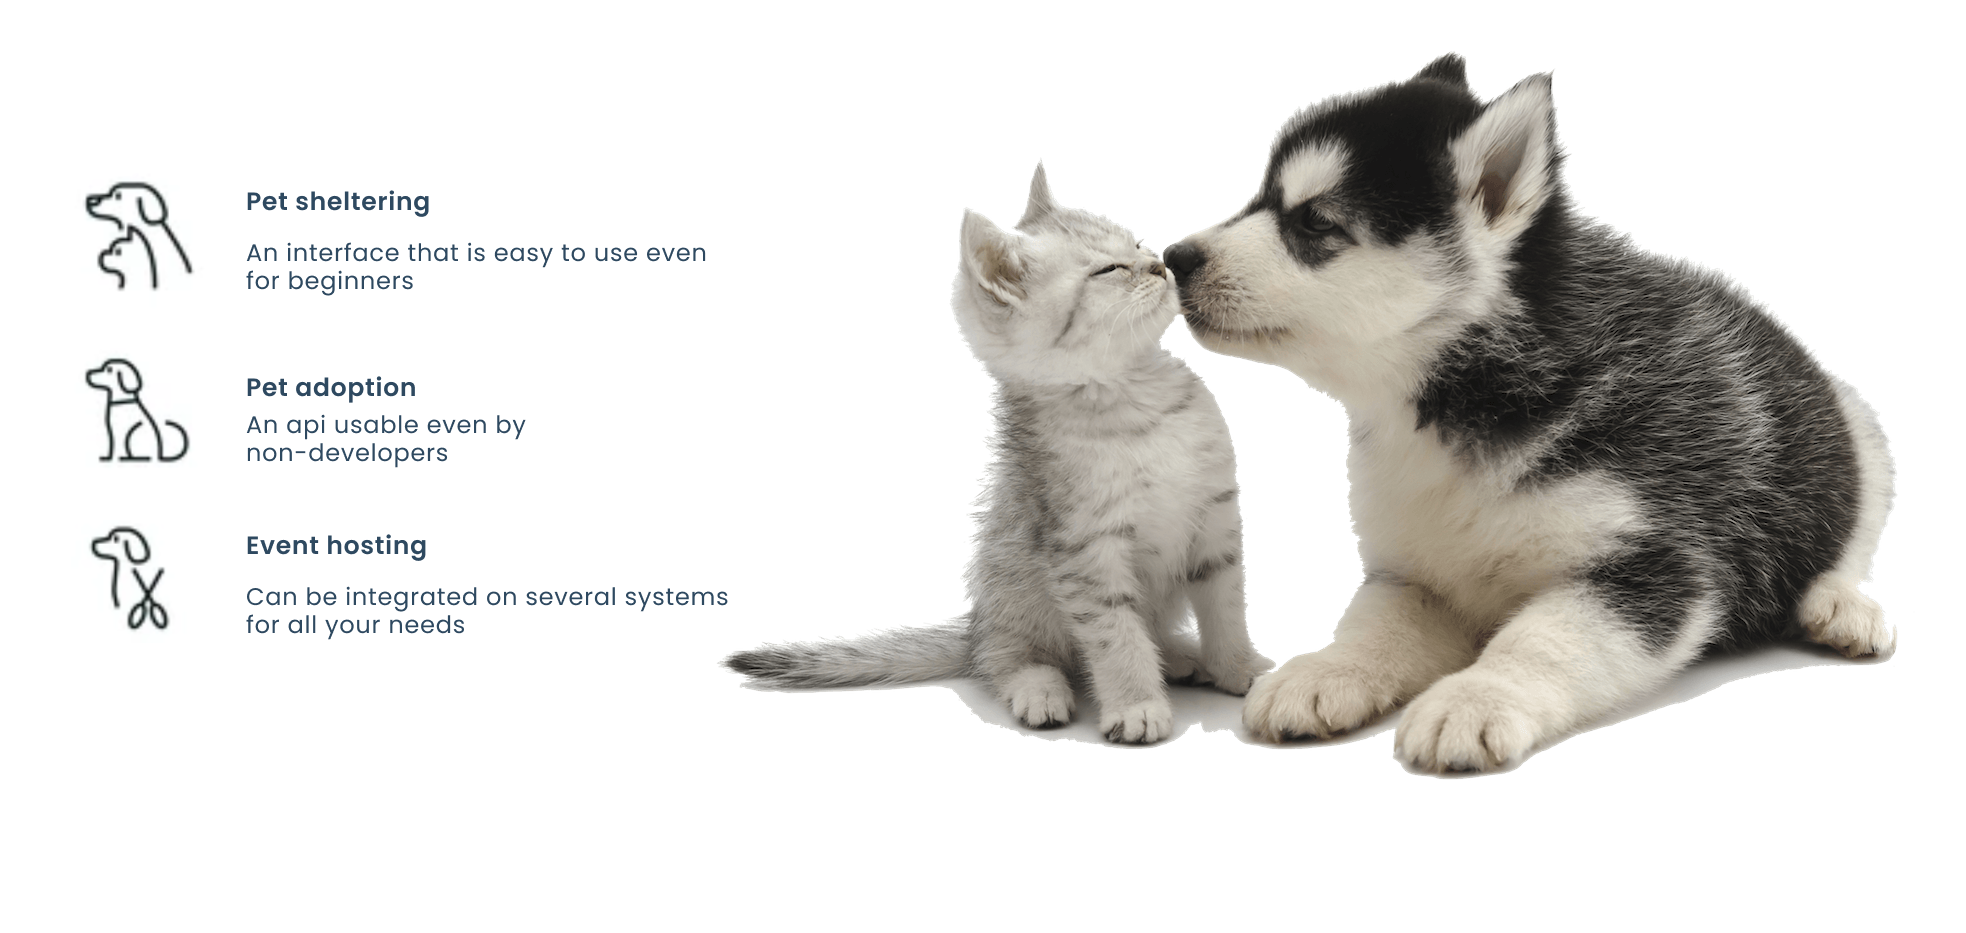 Pet sheltering
An interface that is easy to use even
for beginners
Pet adoption
An api usable even by
non-developers
Event hosting
Can be integrated on several systems
for all your needs